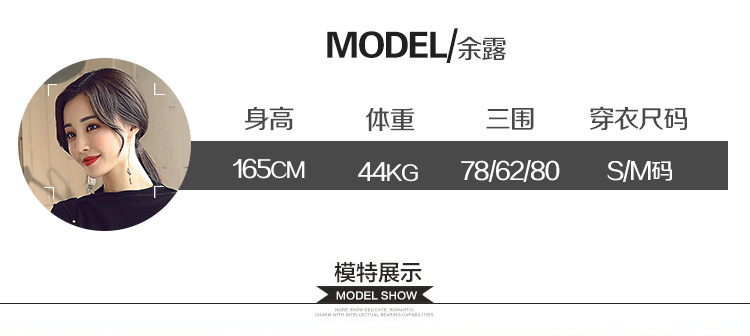 MODEL/余露
身高 体重 三围 穿衣尺码
165CM 44KG 78/62/80 S/M码
模特展示
MODEL SHOW
MORE SHOW DELICATE, ROMANTIC
CHARM WITH INTELLECTUAL BEARING CAPABILITIES.